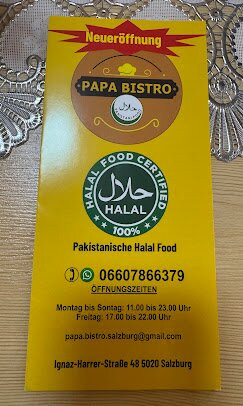 Neueröffnung
PAPA BISTRO
حلال
HALAL FOOD CERTIFIED
حلال
HALAL
100%
Pakistanische Halal Food
06607866379
ÖFFNUNGSZEITEN
Montag bis Sontag: 11.00 bis 23.00 Uhr
Freitag: 17.00 bis 22.00 Uhr
papa.bistro.salzburg@gmail.com
Ignaz-Harrer-Straße 48 5020 Salzburg